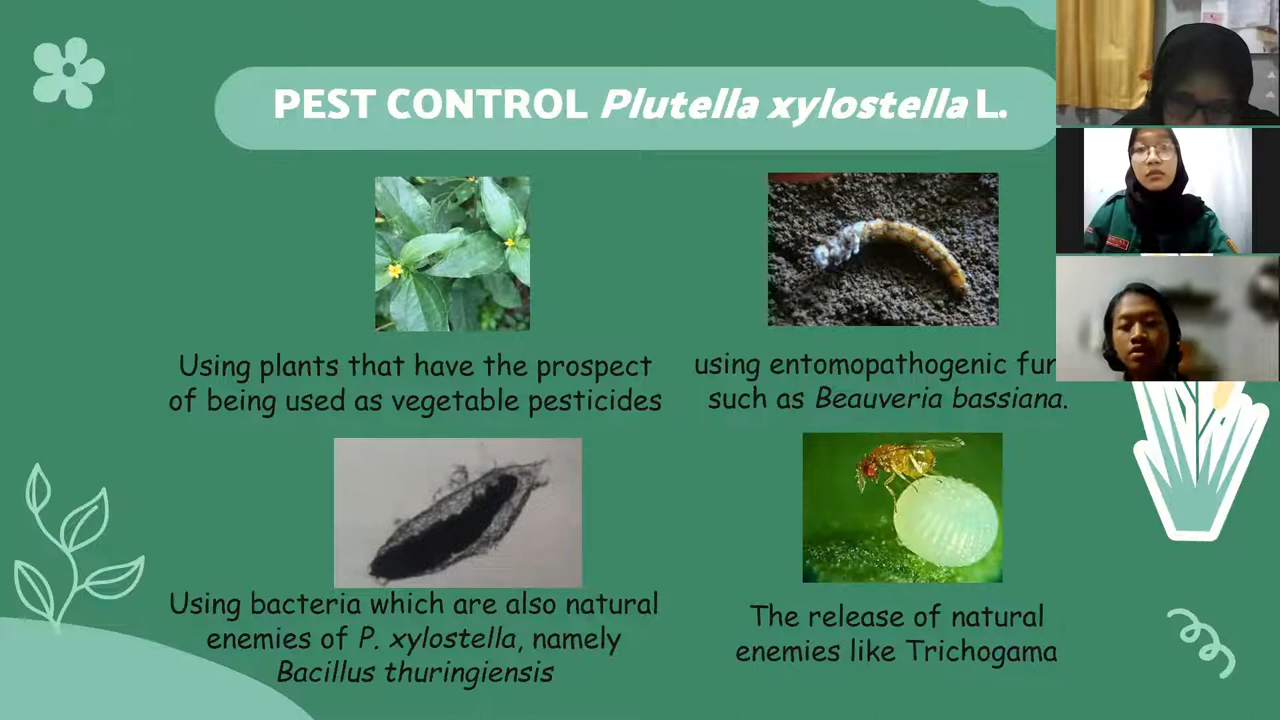 PEST CONTROL Plutella xylostella L.
Using plants that have the prospect
of being used as vegetable pesticides
using entomopathogenic
such as Beauveria bassiana.
Using bacteria which are also natural
enemies of P. xylostella, namely
Bacillus thuringiensis
The release of natural
enemies like Trichogama